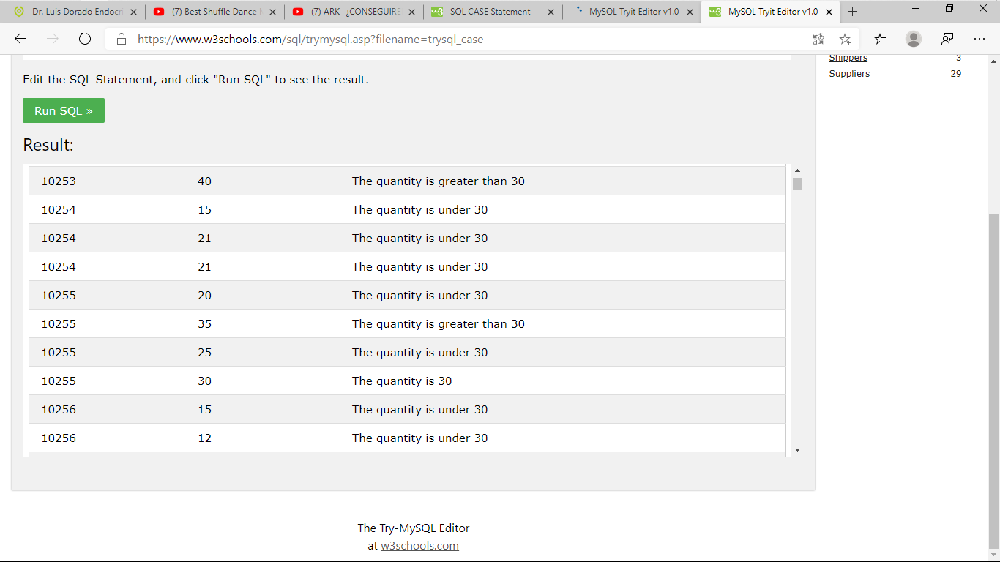 Dr. Luis Dorado Endocri
(7) Best Shuffle Dance M
(7) ARK -¿CONSEGUIRE
SQL CASE Statement
MySQL Tryit Editor v1.0
MySQL Tryit Editor v1.0
https://www.w3schools.com/sql/trymysql.asp?filename=trysql_case
Shippers 3
Suppliers 29
Edit the SQL Statement, and click "Run SQL" to see the result.
Run SQL »
Result:
10253 40 The quantity is greater than 30
10254 15 The quantity is under 30
10254 21 The quantity is under 30
10254 21 The quantity is under 30
10255 20 The quantity is under 30
10255 35 The quantity is greater than 30
10255 25 The quantity is under 30
10255 30 The quantity is 30
10256 15 The quantity is under 30
10256 12 The quantity is under 30
The Try-MySQL Editor
at w3schools.com